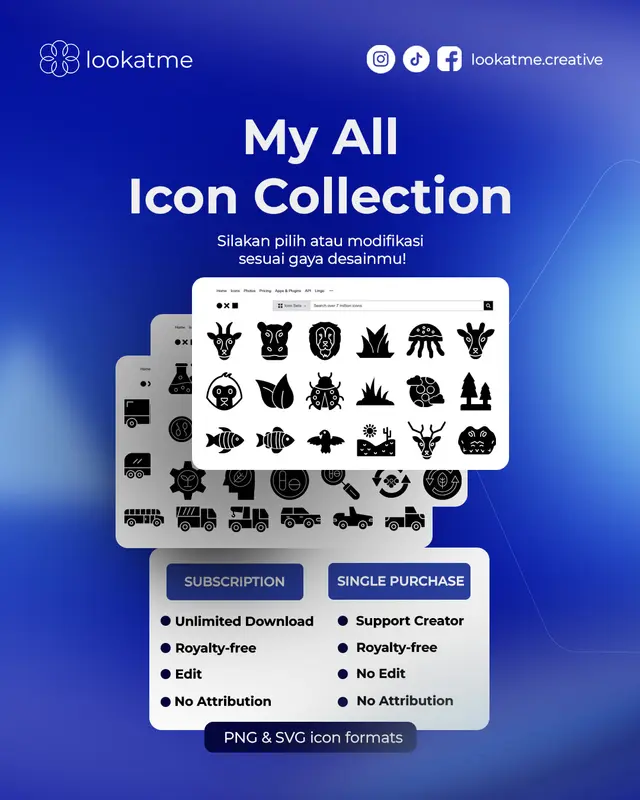 lookatme
lookatme.creative
My All
Icon Collection
Silakan pilih atau modifikasi
sesuai gaya desainmu!
Home Icons Photos Pricing Apps & Plugins API Lingo
Icon Sets
Search over 7 million icons
Home
Home
SUBSCRIPTION
Unlimited Download
Royalty-free
Edit
No Attribution
SINGLE PURCHASE
Support Creator
Royalty-free
No Edit
No Attribution
PNG & SVG icon formats